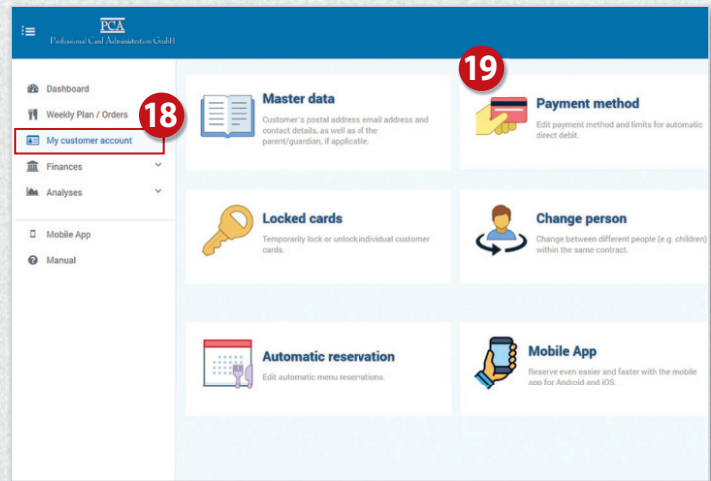 PCA
Professional Card Administration GmbH
Dashboard
Weekly Plan / Orders
18
My customer account
Finances
Analyses
Mobile App
Manual
Master data
Customer's postal address email address and
contact details, as well as of the
parent/guardian, if applicable.
19
Payment method
Edit payment method and limits for automatic
direct debit.
Locked cards
Temporarily lock or unlock individual customer
cards.
Change person
Change between different people (e.g. children)
within the same contract.
Automatic reservation
Edit automatic menu reservations.
Mobile App
Reserve even easier and faster with the mobile
app for Android and iOS.